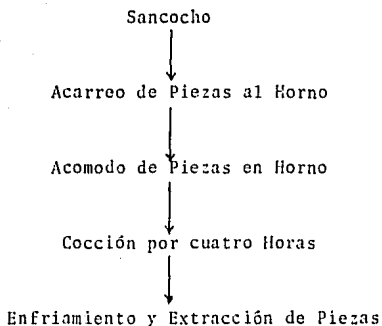 Sancocho
Acarreo de Piezas al Horno
Acomodo de Piezas en Horno
Cocción por cuatro Horas
Enfriamiento y Extracción de Piezas